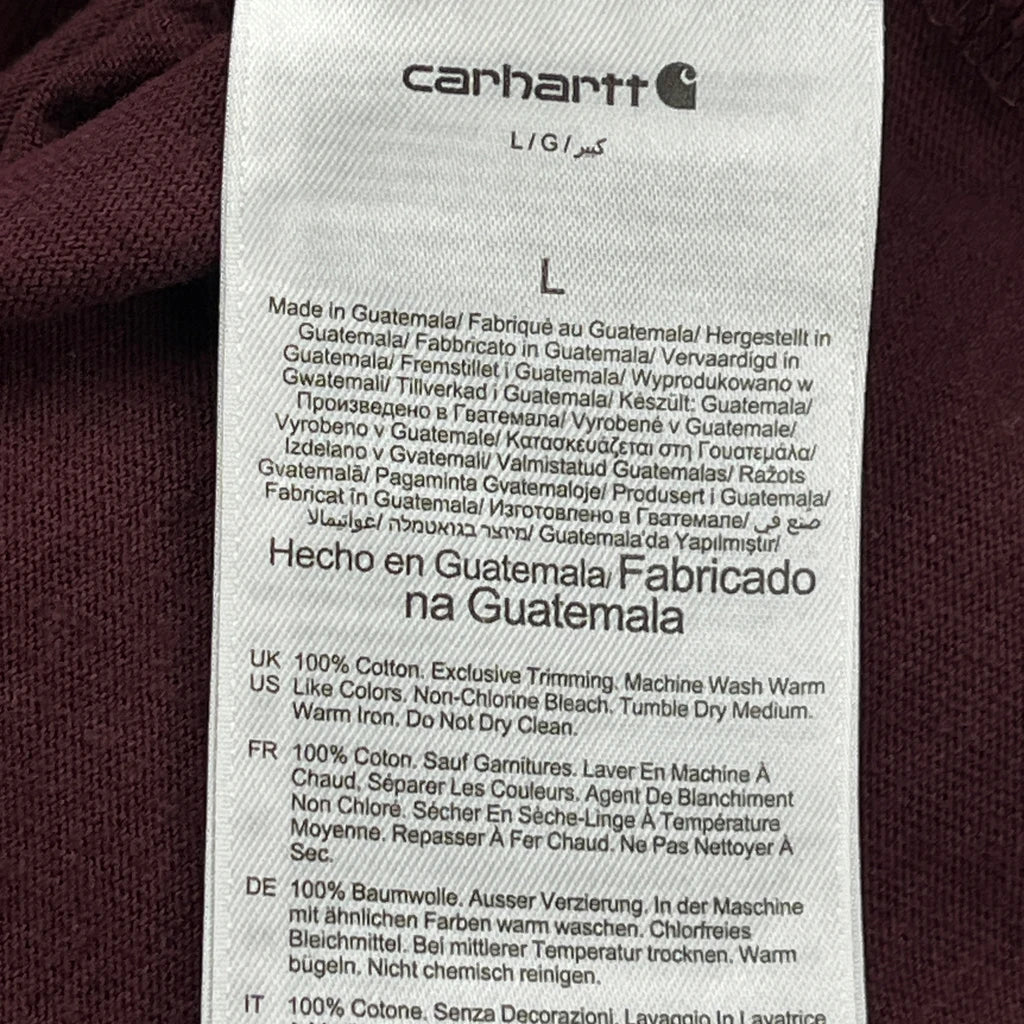 carhartt
L/G/كبير
L
Made in Guatemala/ Fabriqué au Guatemala/ Hergestellt in
Guatemala/ Fabbricato in Guatemala/ Vervaardigd in
Guatemala/ Fremstillet i Guatemala/ Wyprodukowano w
Gwatemali/ Tillverkad i Guatemala/ Készült: Guatemala/
Произведено в Гватемала/ Vyrobené v Guatemale/
Vyrobeno v Guatemale/ Κατασκευάζεται στη Γουατεμάλα/
Izdelano v Gvatemali/ Valmistatud Guatemalas/ Ražots
Gvatemalā/ Pagaminta Gvatemaloje/ Produsert i Guatemala/
Fabricat în Guatemala/ Изготовлено в Гватемале/ صنع في
غواتيمالا/ מיוצר בגואטמלה/ Guatemala'da Yapılmıştır/
Hecho en Guatemala/ Fabricado
na Guatemala
UK 100% Cotton. Exclusive Trimming. Machine Wash Warm
US Like Colors. Non-Chlorine Bleach. Tumble Dry Medium.
Warm Iron. Do Not Dry Clean.
FR 100% Coton. Sauf Garnitures. Laver En Machine À
Chaud. Séparer Les Couleurs. Agent De Blanchiment
Non Chloré. Sécher En Sèche-Linge À Température
Moyenne. Repasser À Fer Chaud. Ne Pas Nettoyer À
Sec.
DE 100% Baumwolle. Ausser Verzierung. In der Maschine
mit ähnlichen Farben warm waschen. Chlorfreies
Bleichmittel. Bei mittlerer Temperatur trocknen. Warm
bügeln. Nicht chemisch reinigen.
IT 100% Cotone. Senza Decorazioni. Lavaggio In Lavatrice